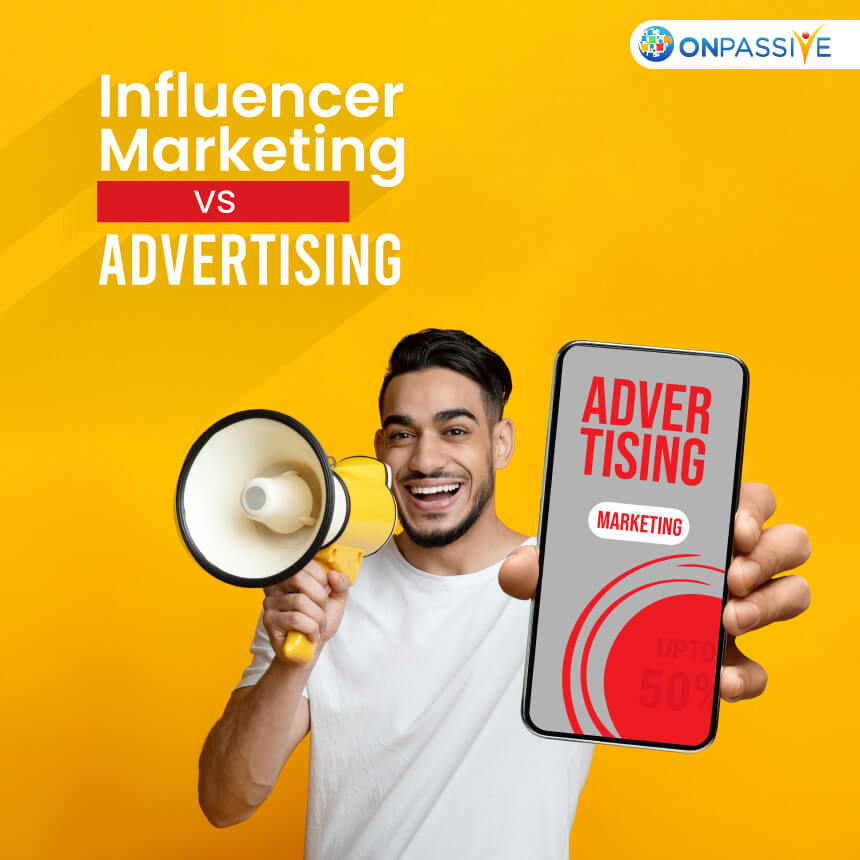 ONPASSIVE
Influencer
Marketing
VS
ADVERTISING
ADVER
TISING
MARKETING
UPTO
50%